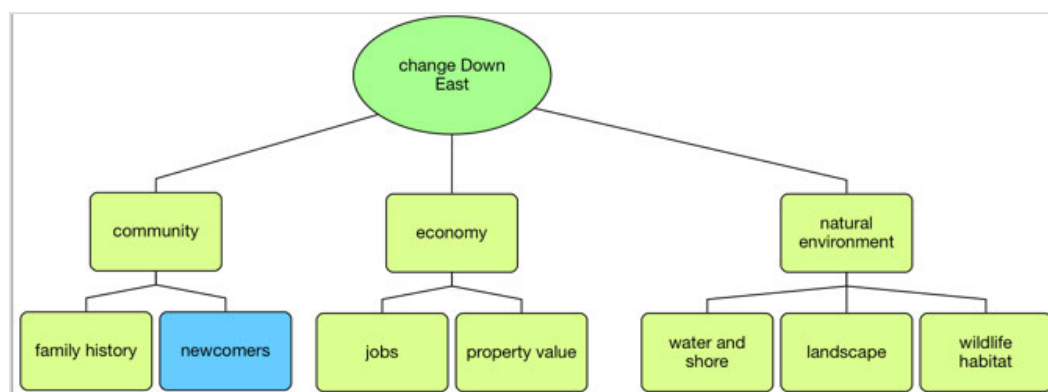 change Down
East
community
economy
natural
environment
family history
newcomers
jobs
property value
water and
shore
landscape
wildlife
habitat